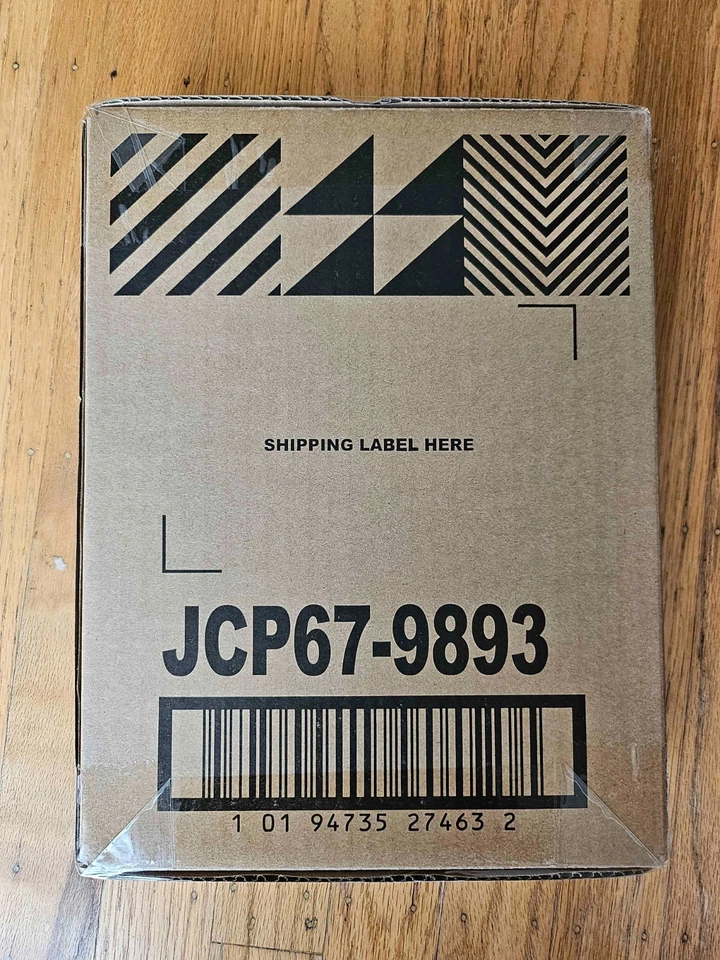 SHIPPING LABEL HERE
JCP67-9893
1 01 94735 27463 2